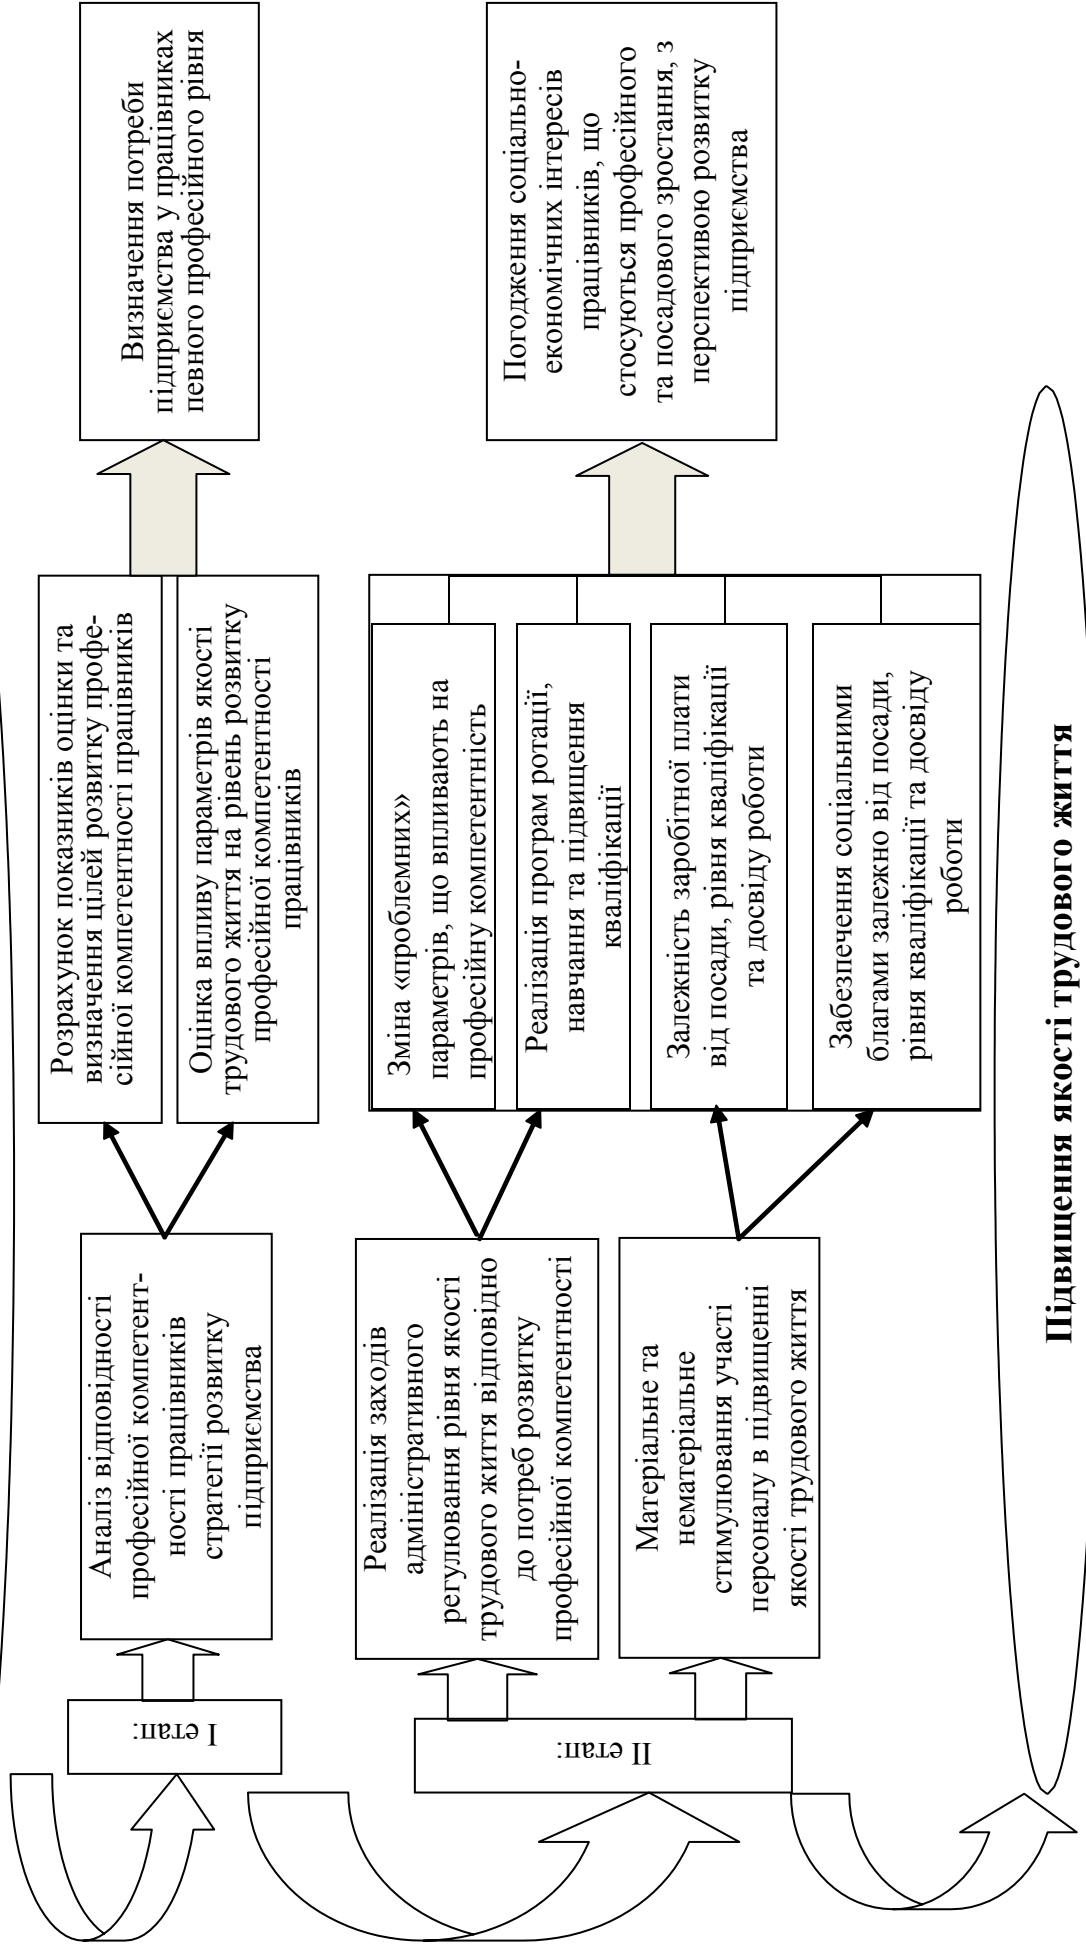 І етап:
Аналіз відповідності
професійної компетент-
ності працівників
стратегії розвитку
підприємства
Розрахунок показників оцінки та
визначення цілей розвитку профе-
сійної компетентності працівників
Оцінка впливу параметрів якості
трудового життя на рівень розвитку
професійної компетентності
працівників
Визначення потреби
підприємства у працівниках
певного професійного рівня
ІІ етап:
Реалізація заходів
адміністративного
регулювання рівня якості
трудового життя відповідно
до потреб розвитку
професійної компетентності
Матеріальне та
нематеріальне
стимулювання участі
персоналу в підвищенні
якості трудового життя
Зміна «проблемних»
параметрів, що впливають на
професійну компетентність
Реалізація програм ротації,
навчання та підвищення
кваліфікації
Залежність заробітної плати
від посади, рівня кваліфікації
та досвіду роботи
Забезпечення соціальними
благами залежно від посади,
рівня кваліфікації та досвіду
роботи
Погодження соціально-
економічних інтересів
працівників, що
стосуються професійного
та посадового зростання, з
перспективою розвитку
підприємства
Підвищення якості трудового життя